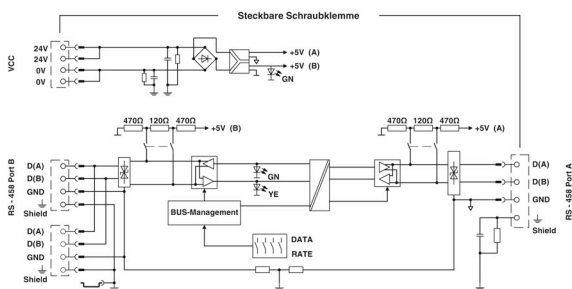 Steckbare Schraubklemme
VCC
24V
24V
0V
0V
+5V (A)
+5V (B)
GN
470Ω 120Ω 470Ω
+5V (B)
470Ω 120Ω 470Ω
+5V (A)
RS - 458 Port B
D(A)
D(B)
GND
Shield
D(A)
D(B)
GND
Shield
GN
YE
BUS-Management
DATA
RATE
D(A)
D(B)
GND
Shield
RS - 458 Port A